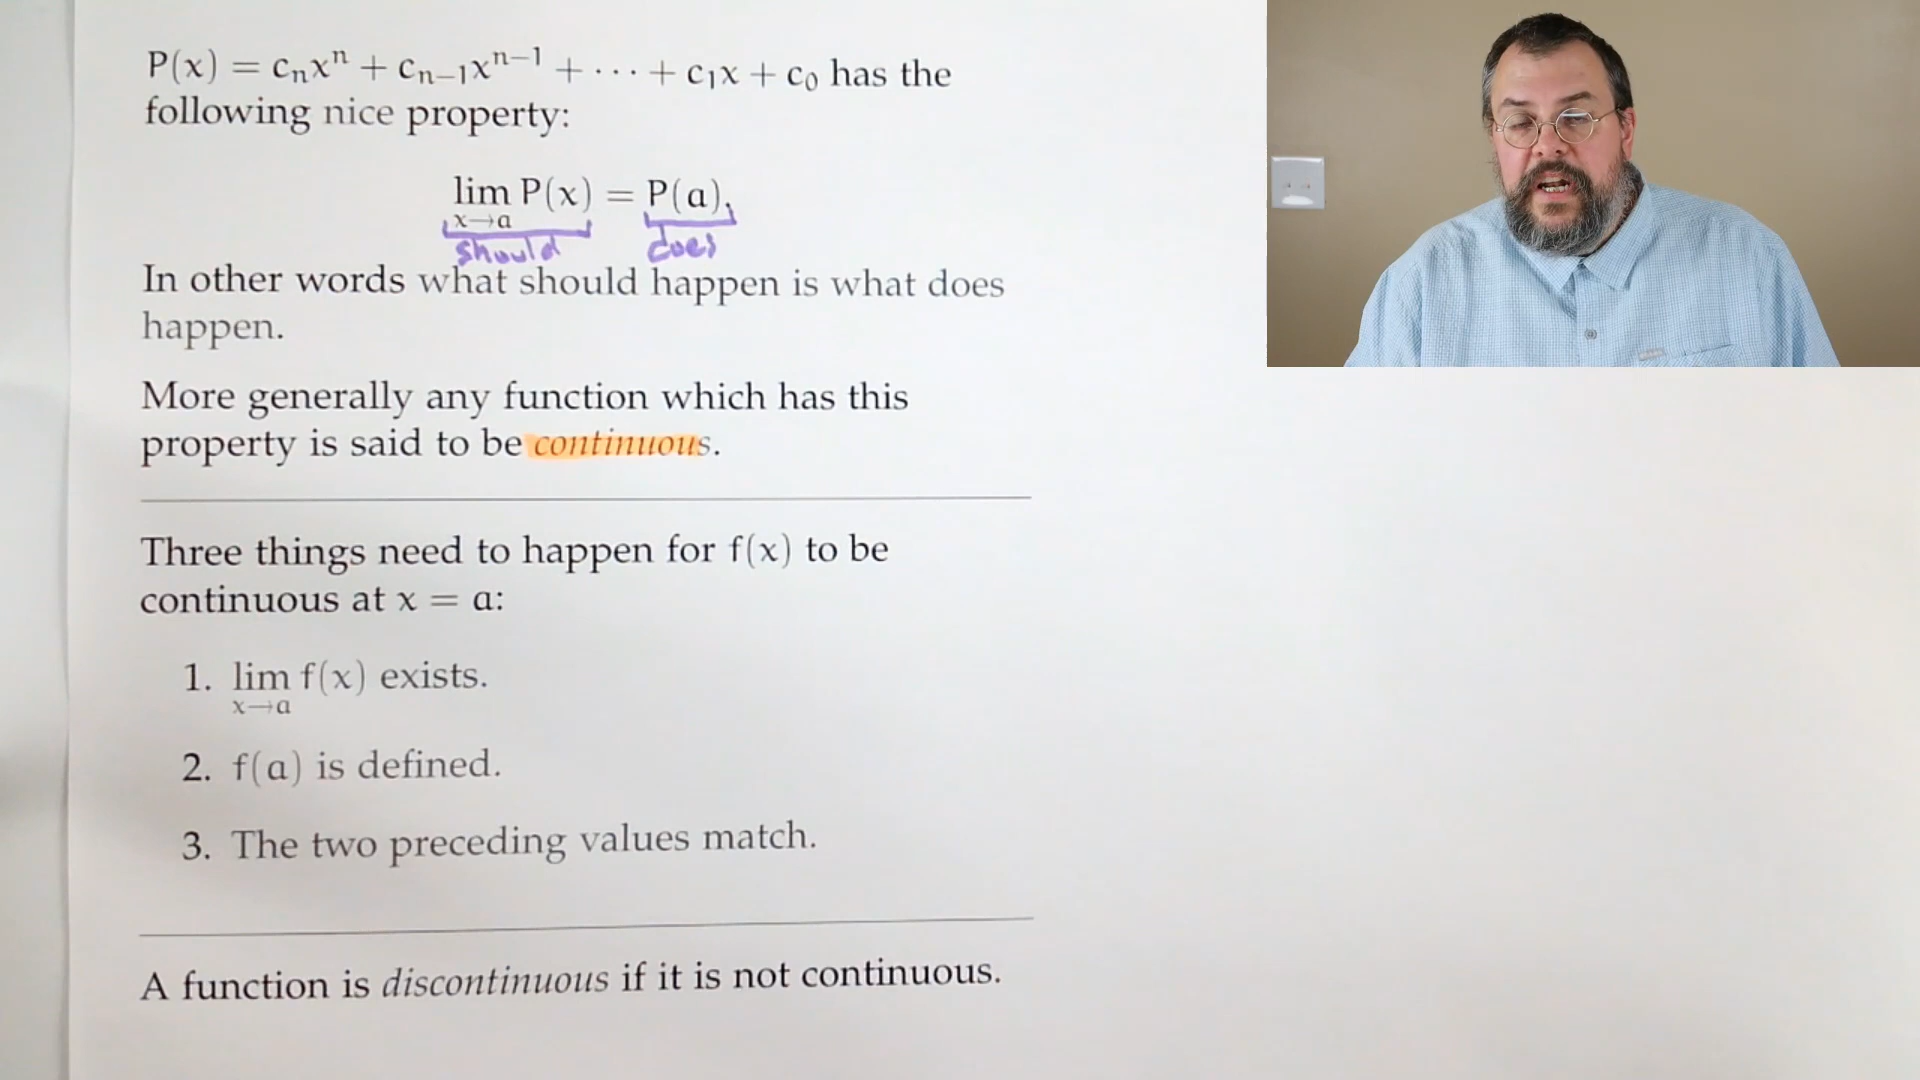 P(x) = cₙxⁿ + cₙ₋₁xⁿ⁻¹ + ··· + c₁x + c₀ has the
following nice property:
lim P(x) = P(a),
x→a
should does
In other words what should happen is what does
happen.
More generally any function which has this
property is said to be continuous.
Three things need to happen for f(x) to be
continuous at x = a:
1. lim f(x) exists.
x→a
2. f(a) is defined.
3. The two preceding values match.
A function is discontinuous if it is not continuous.